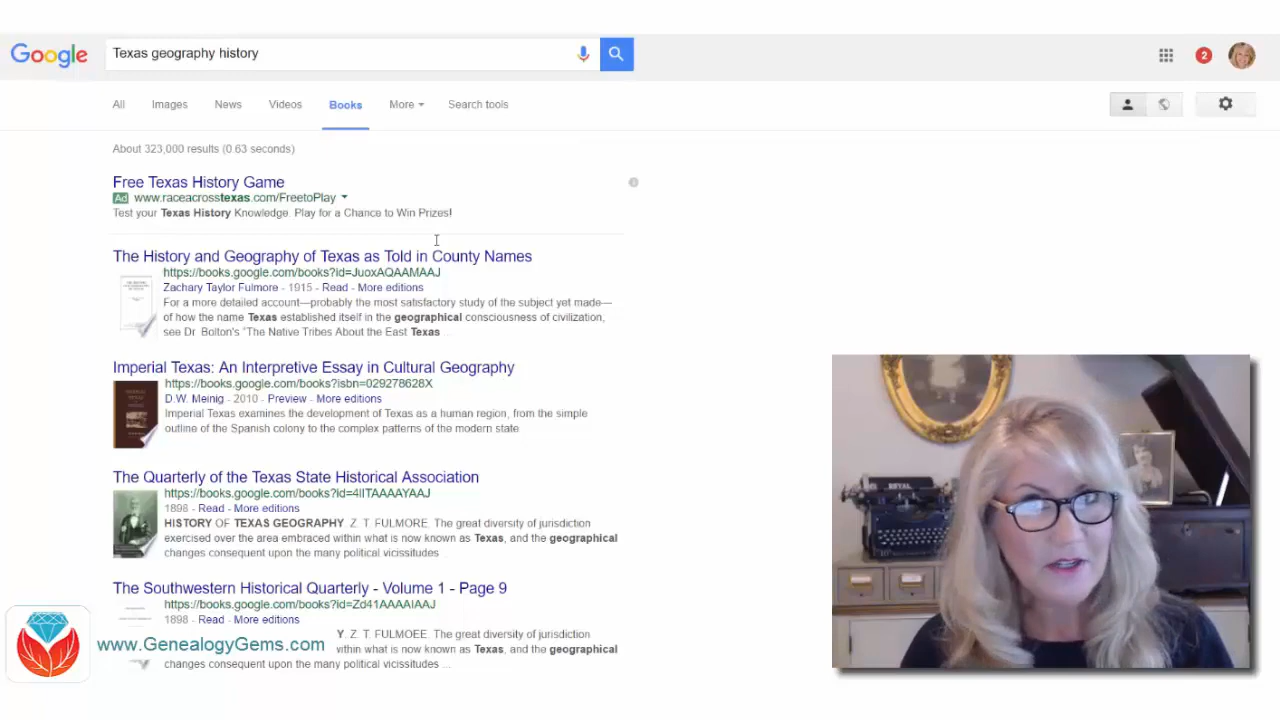 Google
Texas geography history
2
All Images News Videos Books More Search tools
About 323,000 results (0.63 seconds)
Free Texas History Game
Ad www.raceacrosstexas.com/FreetoPlay
Test your Texas History Knowledge. Play for a Chance to Win Prizes!
The History and Geography of Texas as Told in County Names
https://books.google.com/books?id=JuoxAQAAMAAJ
Zachary Taylor Fulmore - 1915 - Read - More editions
For a more detailed account—probably the most satisfactory study of the subject yet made—
of how the name Texas established itself in the geographical consciousness of civilization,
see Dr. Bolton's "The Native Tribes About the East Texas ...
Imperial Texas: An Interpretive Essay in Cultural Geography
https://books.google.com/books?isbn=029278628X
D.W. Meinig - 2010 - Preview - More editions
Imperial Texas examines the development of Texas as a human region, from the simple
outline of the Spanish colony to the complex patterns of the modern state.
The Quarterly of the Texas State Historical Association
https://books.google.com/books?id=4lITAAAAYAAJ
1898 - Read - More editions
HISTORY OF TEXAS GEOGRAPHY. Z. T. FULMORE. The great diversity of jurisdiction
exercised over the area embraced within what is now known as Texas, and the geographical
changes consequent upon the many political vicissitudes ...
The Southwestern Historical Quarterly - Volume 1 - Page 9
https://books.google.com/books?id=Zd41AAAAIAAJ
1898 - Read - More editions
Y. Z. T. FULMOEE. The great diversity of jurisdiction
www.GenealogyGems.com
within what is now known as Texas, and the geographical
changes consequent upon the many political vicissitudes ...
ROYAL